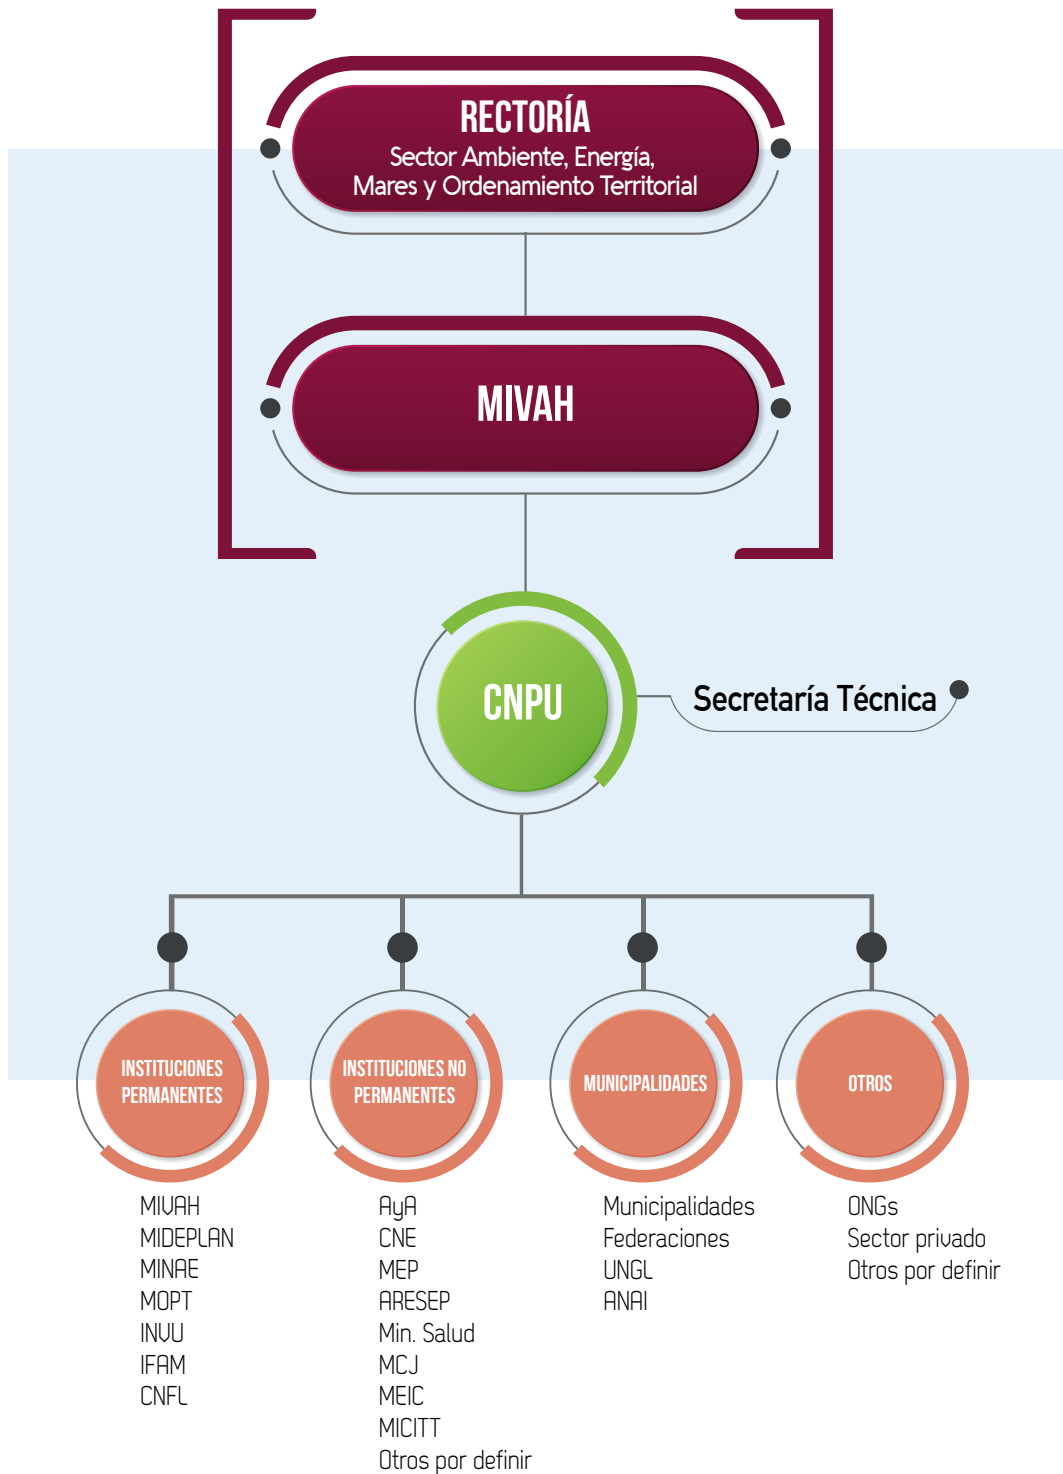 RECTORÍA
Sector Ambiente, Energía,
Mares y Ordenamiento Territorial
MIVAH
CNPU
Secretaría Técnica
INSTITUCIONES
PERMANENTES
MIVAH
MIDEPLAN
MINAE
MOPT
INVU
IFAM
CNFL
INSTITUCIONES NO
PERMANENTES
AyA
CNE
MEP
ARESEP
Min. Salud
MCJ
MEIC
MICITT
Otros por definir
MUNICIPALIDADES
Municipalidades
Federaciones
UNGL
ANAI
OTROS
ONGs
Sector privado
Otros por definir